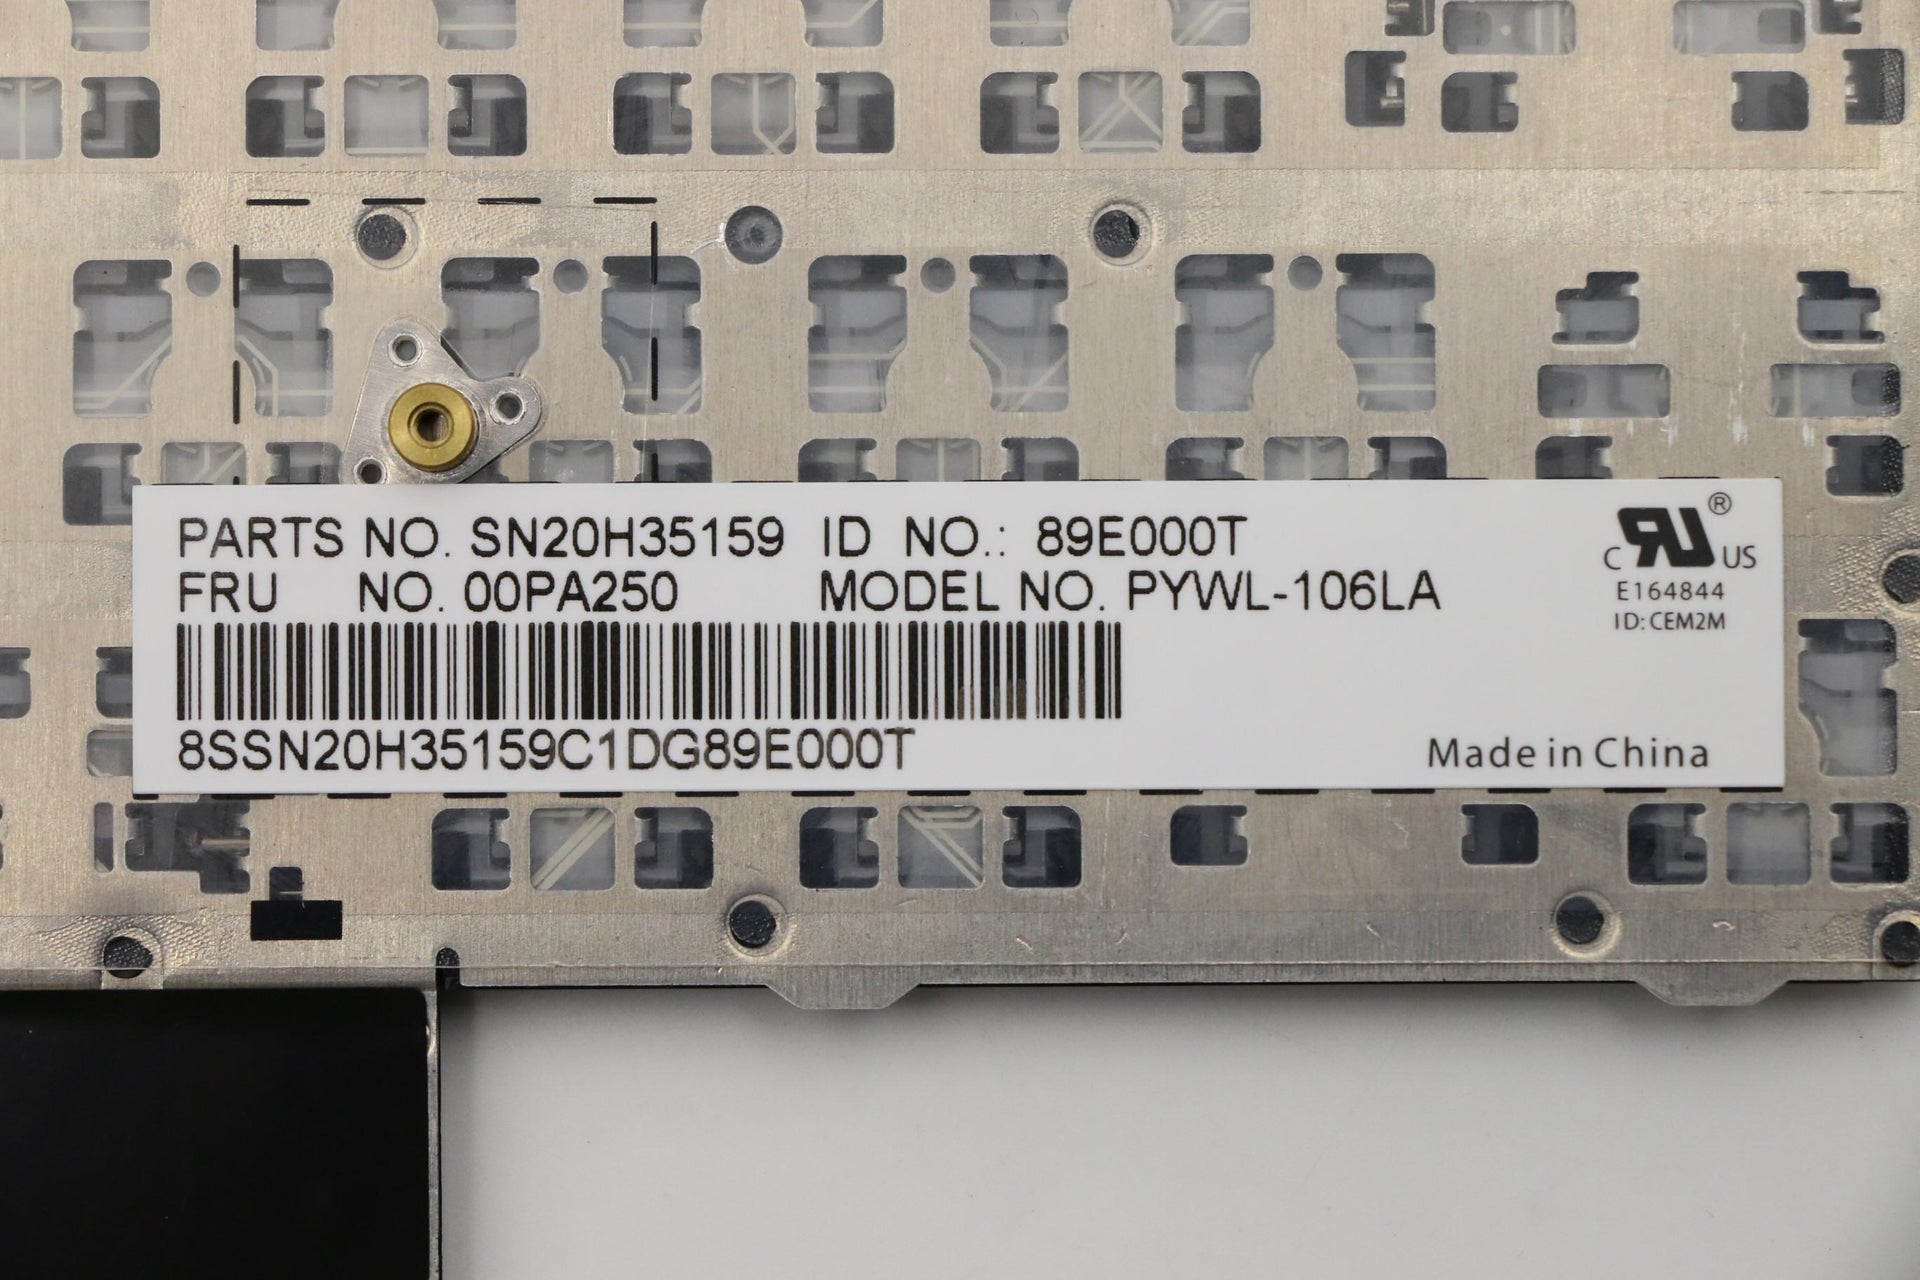 PARTS NO. SN20H35159 ID NO.: 89E000T
FRU NO. 00PA250 MODEL NO. PYWL-106LA
8SSN20H35159C1DG89E000T
C RU ® US
E164844
ID: CEM2M
Made in China